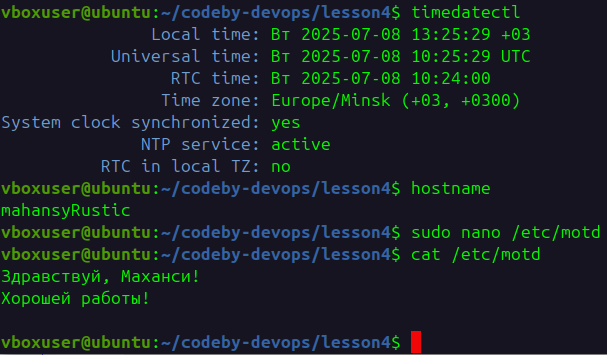 vboxuser@ubuntu:~/codeby-devops/lesson4$ timedatectl
Local time: Вт 2025-07-08 13:25:29 +03
Universal time: Вт 2025-07-08 10:25:29 UTC
RTC time: Вт 2025-07-08 10:24:00
Time zone: Europe/Minsk (+03, +0300)
System clock synchronized: yes
NTP service: active
RTC in local TZ: no
vboxuser@ubuntu:~/codeby-devops/lesson4$ hostname
mahansyRustic
vboxuser@ubuntu:~/codeby-devops/lesson4$ sudo nano /etc/motd
vboxuser@ubuntu:~/codeby-devops/lesson4$ cat /etc/motd
Здравствуй, Маханси!
Хорошей работы!
vboxuser@ubuntu:~/codeby-devops/lesson4$